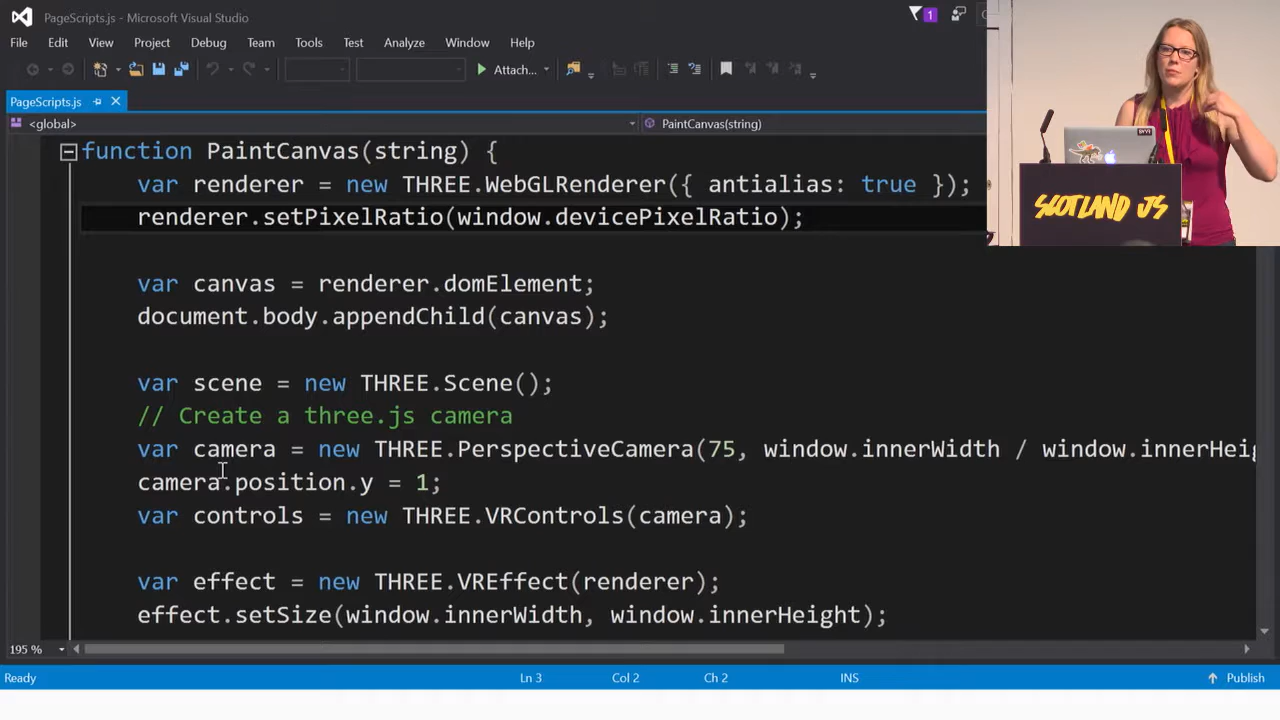 PageScripts.js - Microsoft Visual Studio
1
File Edit View Project Debug Team Tools Test Analyze Window Help
Attach...
PageScripts.js
<global> PaintCanvas(string)
function PaintCanvas(string) {
var renderer = new THREE.WebGLRenderer({ antialias: true });
renderer.setPixelRatio(window.devicePixelRatio);
var canvas = renderer.domElement;
document.body.appendChild(canvas);
var scene = new THREE.Scene();
// Create a three.js camera
var camera = new THREE.PerspectiveCamera(75, window.innerWidth / window.innerHeig
camera.position.y = 1;
var controls = new THREE.VRControls(camera);
var effect = new THREE.VREffect(renderer);
effect.setSize(window.innerWidth, window.innerHeight);
195 %
Ready Ln 3 Col 2 Ch 2 INS Publish
SCOTLAND JS